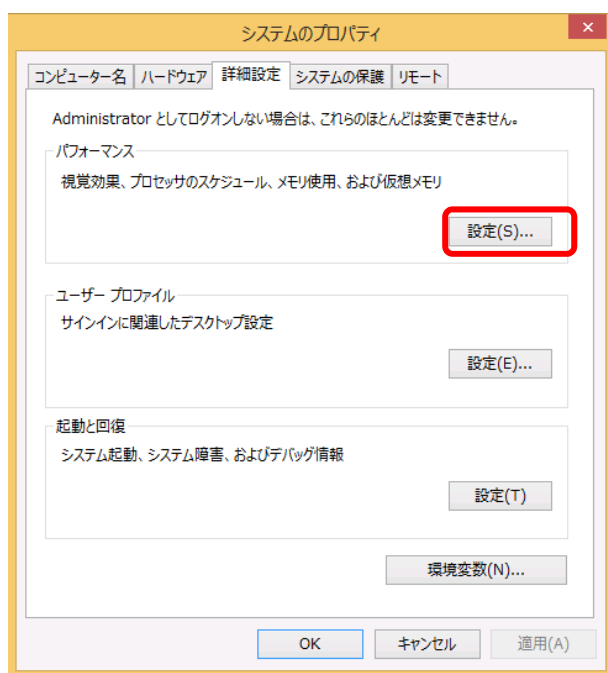 システムのプロパティ
コンピューター名 ハードウェア 詳細設定 システムの保護 リモート
Administrator としてログオンしない場合は、これらのほとんどは変更できません。
パフォーマンス
視覚効果、プロセッサのスケジュール、メモリ使用、および仮想メモリ
設定(S)...
ユーザー プロファイル
サインインに関連したデスクトップ設定
設定(E)...
起動と回復
システム起動、システム障害、およびデバッグ情報
設定(T)
環境変数(N)...
OK キャンセル 適用(A)